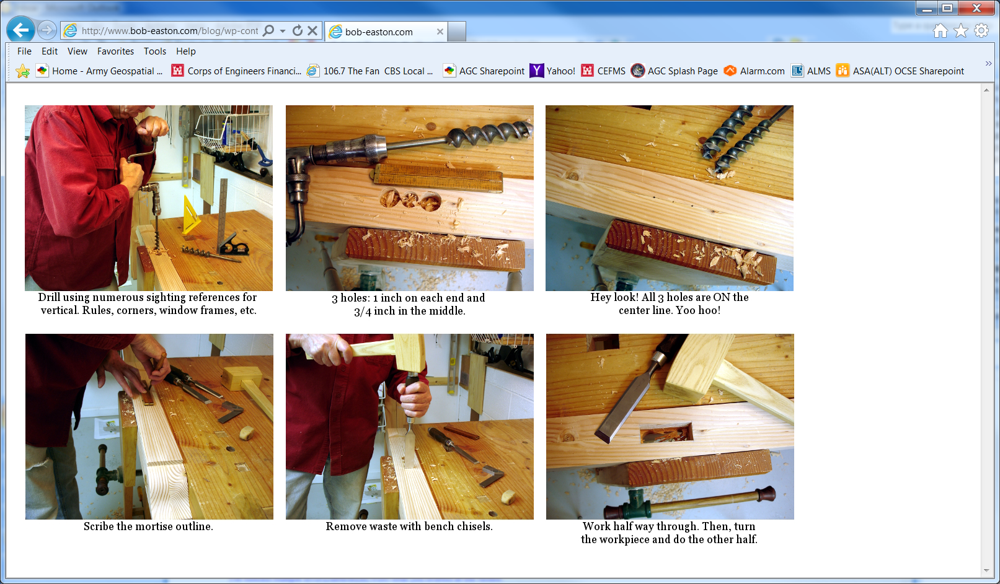 http://www.bob-easton.com/blog/wp-cont
bob-easton.com
File Edit View Favorites Tools Help
Home - Army Geospatial ... Corps of Engineers Financi... 106.7 The Fan CBS Local ... AGC Sharepoint Yahoo! CEFMS AGC Splash Page Alarm.com ALMS ASA(ALT) OCSE Sharepoint
Drill using numerous sighting references for
vertical. Rules, corners, window frames, etc.
3 holes: 1 inch on each end and
3/4 inch in the middle.
Hey look! All 3 holes are ON the
center line. Yoo hoo!
Scribe the mortise outline.
Remove waste with bench chisels.
Work half way through. Then, turn
the workpiece and do the other half.